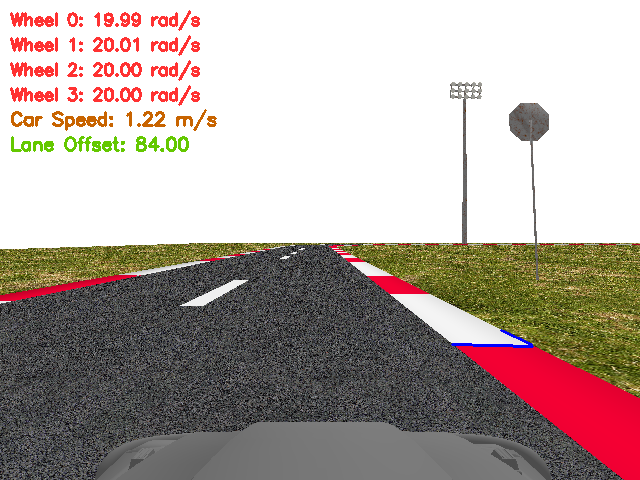 Wheel 0: 19.99 rad/s
Wheel 1: 20.01 rad/s
Wheel 2: 20.00 rad/s
Wheel 3: 20.00 rad/s
Car Speed: 1.22 m/s
Lane Offset: 84.00